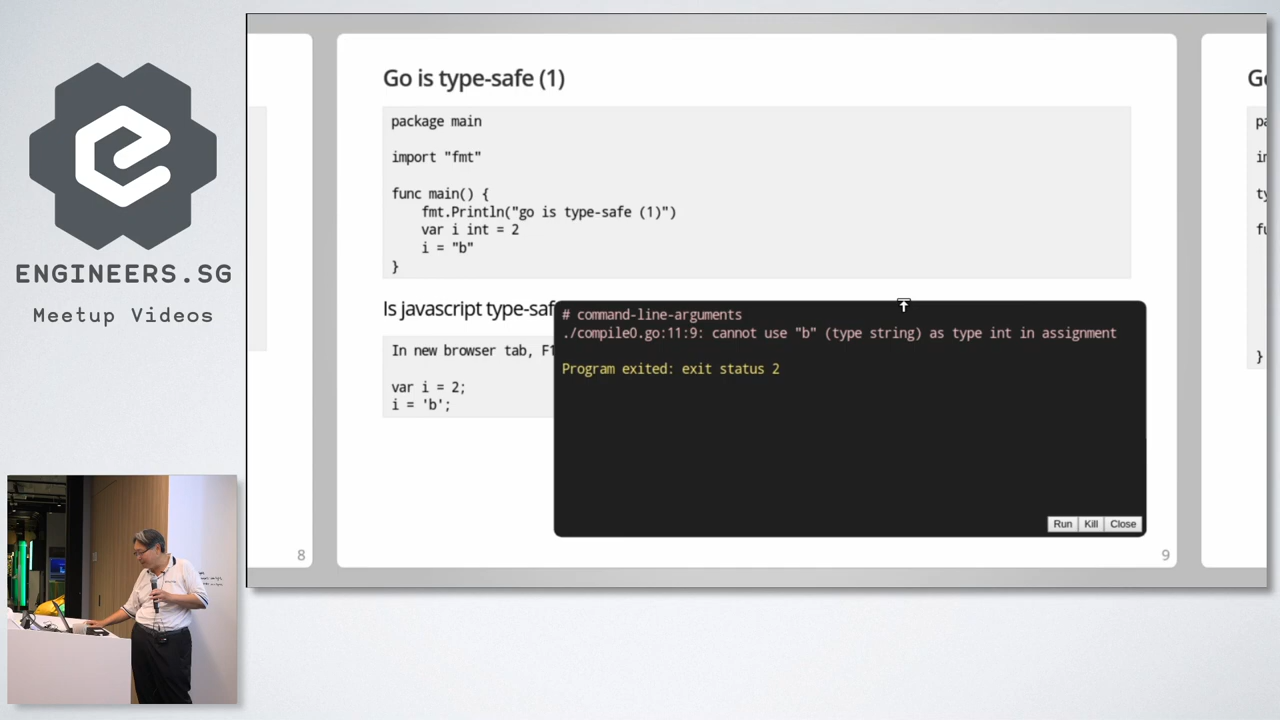 ENGINEERS.SG
Meetup Videos
Go is type-safe (1)
package main
import "fmt"
func main() {
fmt.Println("go is type-safe (1)")
var i int = 2
i = "b"
}
Is javascript type-saf
In new browser tab, F1
var i = 2;
i = 'b';
# command-line-arguments
./compile0.go:11:9: cannot use "b" (type string) as type int in assignment
Program exited: exit status 2
Run Kill Close
8
9
Go
pa
im
ty
fu
}